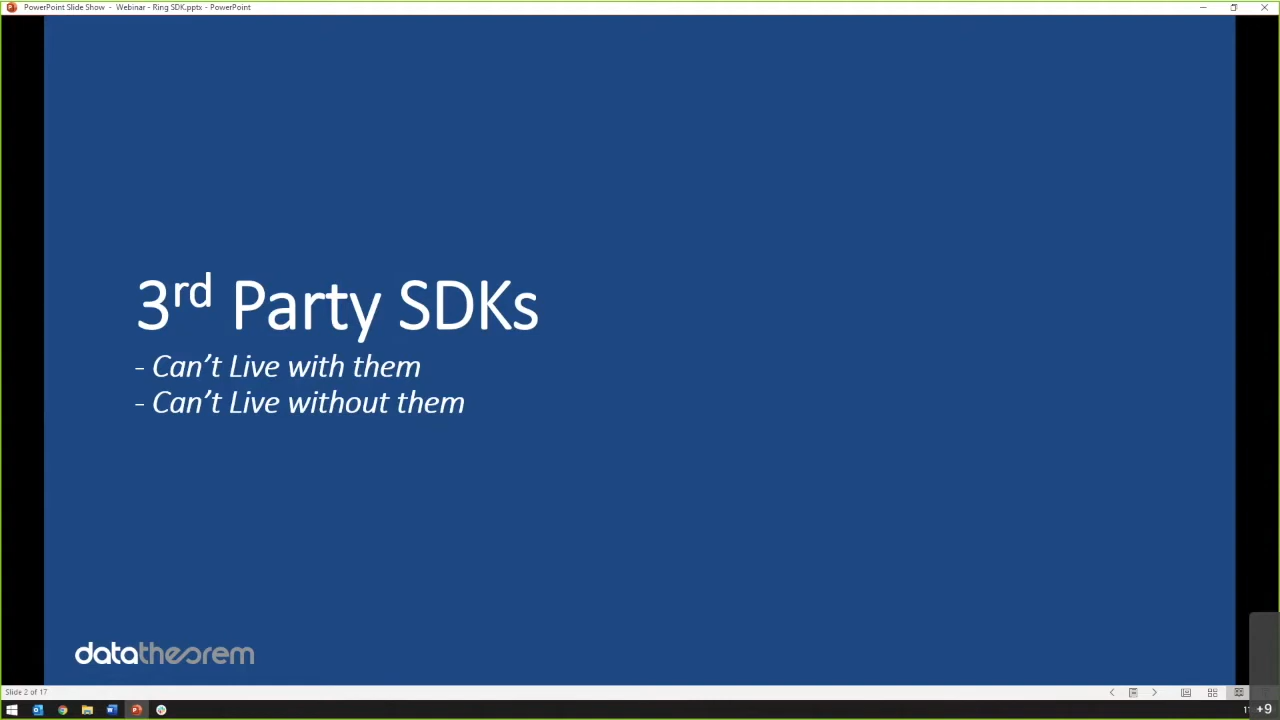 PowerPoint Slide Show - Webinar - Ring SDK.pptx - PowerPoint
3rd Party SDKs
- Can’t Live with them
- Can’t Live without them
datatheorem
Slide 2 of 17
+9